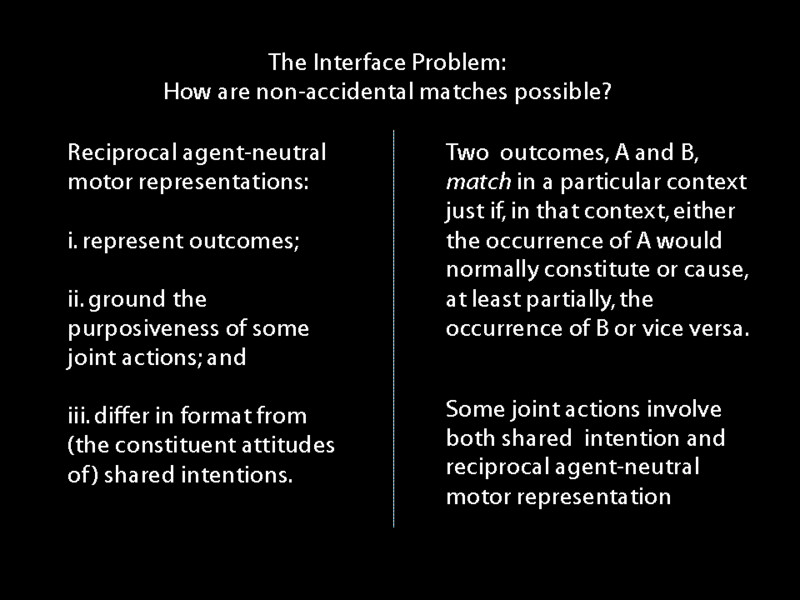 The Interface Problem:
How are non-accidental matches possible?
Reciprocal agent-neutral
motor representations:
i. represent outcomes;
ii. ground the
purposiveness of some
joint actions; and
iii. differ in format from
(the constituent attitudes
of) shared intentions.
Two outcomes, A and B,
match in a particular context
just if, in that context, either
the occurrence of A would
normally constitute or cause,
at least partially, the
occurrence of B or vice versa.
Some joint actions involve
both shared intention and
reciprocal agent-neutral
motor representation